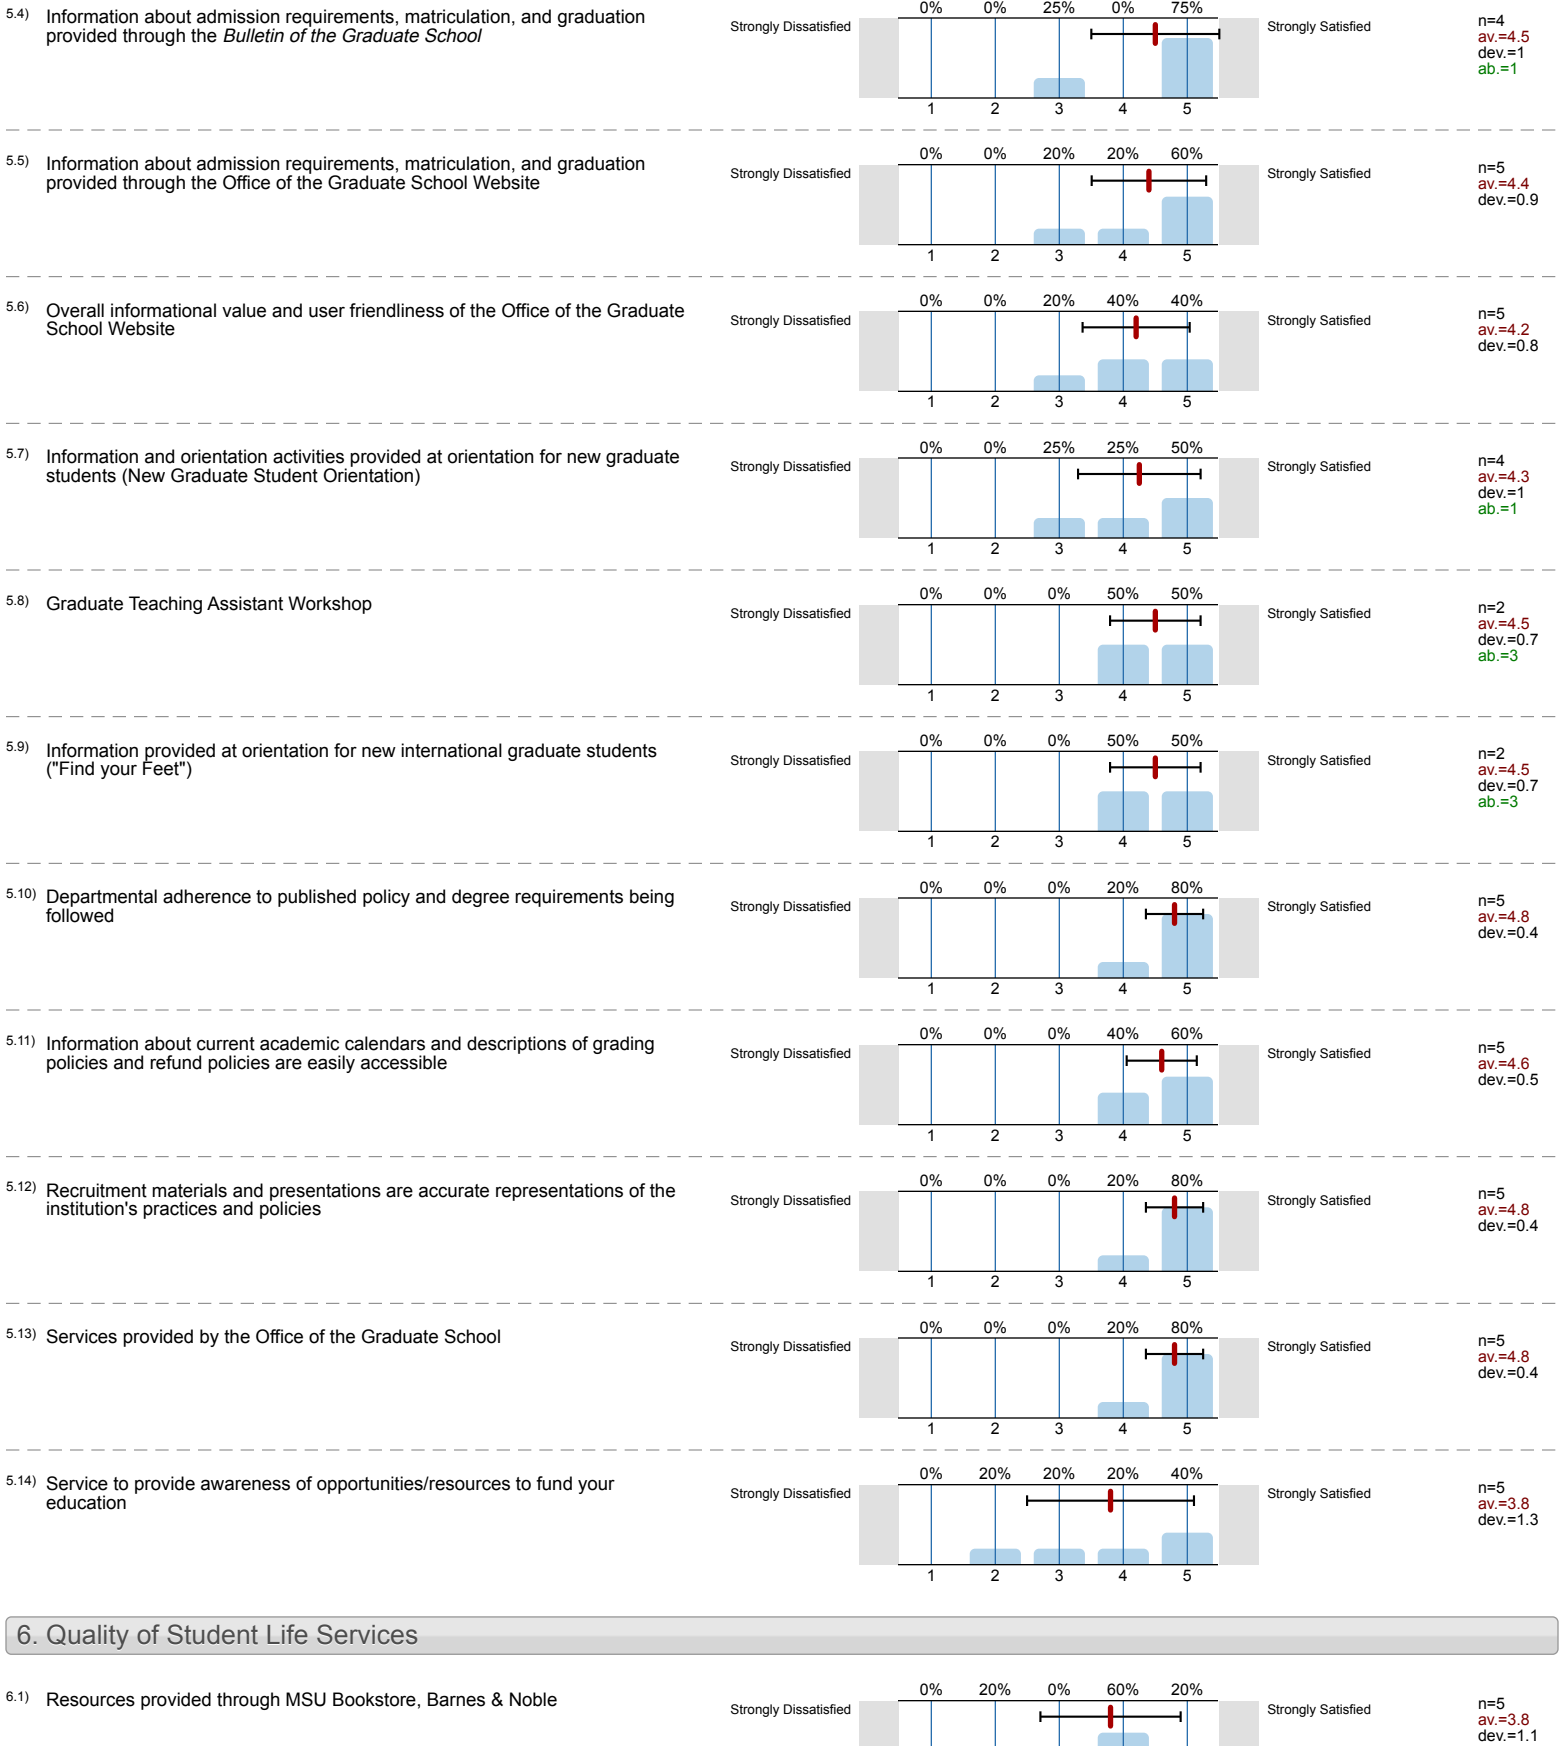 5.4) Information about admission requirements, matriculation, and graduation
provided through the Bulletin of the Graduate School
Strongly Dissatisfied
0% 0% 25% 0% 75%
1 2 3 4 5
Strongly Satisfied
n=4
av.=4.5
dev.=1
ab.=1
5.5) Information about admission requirements, matriculation, and graduation
provided through the Office of the Graduate School Website
Strongly Dissatisfied
0% 0% 20% 20% 60%
1 2 3 4 5
Strongly Satisfied
n=5
av.=4.4
dev.=0.9
5.6) Overall informational value and user friendliness of the Office of the Graduate
School Website
Strongly Dissatisfied
0% 0% 20% 40% 40%
1 2 3 4 5
Strongly Satisfied
n=5
av.=4.2
dev.=0.8
5.7) Information and orientation activities provided at orientation for new graduate
students (New Graduate Student Orientation)
Strongly Dissatisfied
0% 0% 25% 25% 50%
1 2 3 4 5
Strongly Satisfied
n=4
av.=4.3
dev.=1
ab.=1
5.8) Graduate Teaching Assistant Workshop
Strongly Dissatisfied
0% 0% 0% 50% 50%
1 2 3 4 5
Strongly Satisfied
n=2
av.=4.5
dev.=0.7
ab.=3
5.9) Information provided at orientation for new international graduate students
("Find your Feet")
Strongly Dissatisfied
0% 0% 0% 50% 50%
1 2 3 4 5
Strongly Satisfied
n=2
av.=4.5
dev.=0.7
ab.=3
5.10) Departmental adherence to published policy and degree requirements being
followed
Strongly Dissatisfied
0% 0% 0% 20% 80%
1 2 3 4 5
Strongly Satisfied
n=5
av.=4.8
dev.=0.4
5.11) Information about current academic calendars and descriptions of grading
policies and refund policies are easily accessible
Strongly Dissatisfied
0% 0% 0% 40% 60%
1 2 3 4 5
Strongly Satisfied
n=5
av.=4.6
dev.=0.5
5.12) Recruitment materials and presentations are accurate representations of the
institution's practices and policies
Strongly Dissatisfied
0% 0% 0% 20% 80%
1 2 3 4 5
Strongly Satisfied
n=5
av.=4.8
dev.=0.4
5.13) Services provided by the Office of the Graduate School
Strongly Dissatisfied
0% 0% 0% 20% 80%
1 2 3 4 5
Strongly Satisfied
n=5
av.=4.8
dev.=0.4
5.14) Service to provide awareness of opportunities/resources to fund your
education
Strongly Dissatisfied
0% 20% 20% 20% 40%
1 2 3 4 5
Strongly Satisfied
n=5
av.=3.8
dev.=1.3
6. Quality of Student Life Services
6.1) Resources provided through MSU Bookstore, Barnes & Noble
Strongly Dissatisfied
0% 20% 0% 60% 20%
Strongly Satisfied
n=5
av.=3.8
dev.=1.1